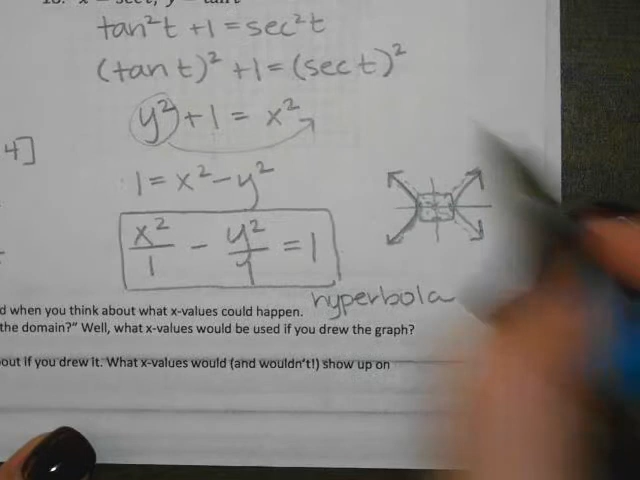 tan²t + 1 = sec²t
(tan t)² + 1 = (sec t)²
y² + 1 = x²
4]
1 = x² - y²
x²/1 - y²/1 = 1
hyperbola
d when you think about what x-values could happen.
the domain?" Well, what x-values would be used if you drew the graph?
out if you drew it. What x-values would (and wouldn't!) show up on